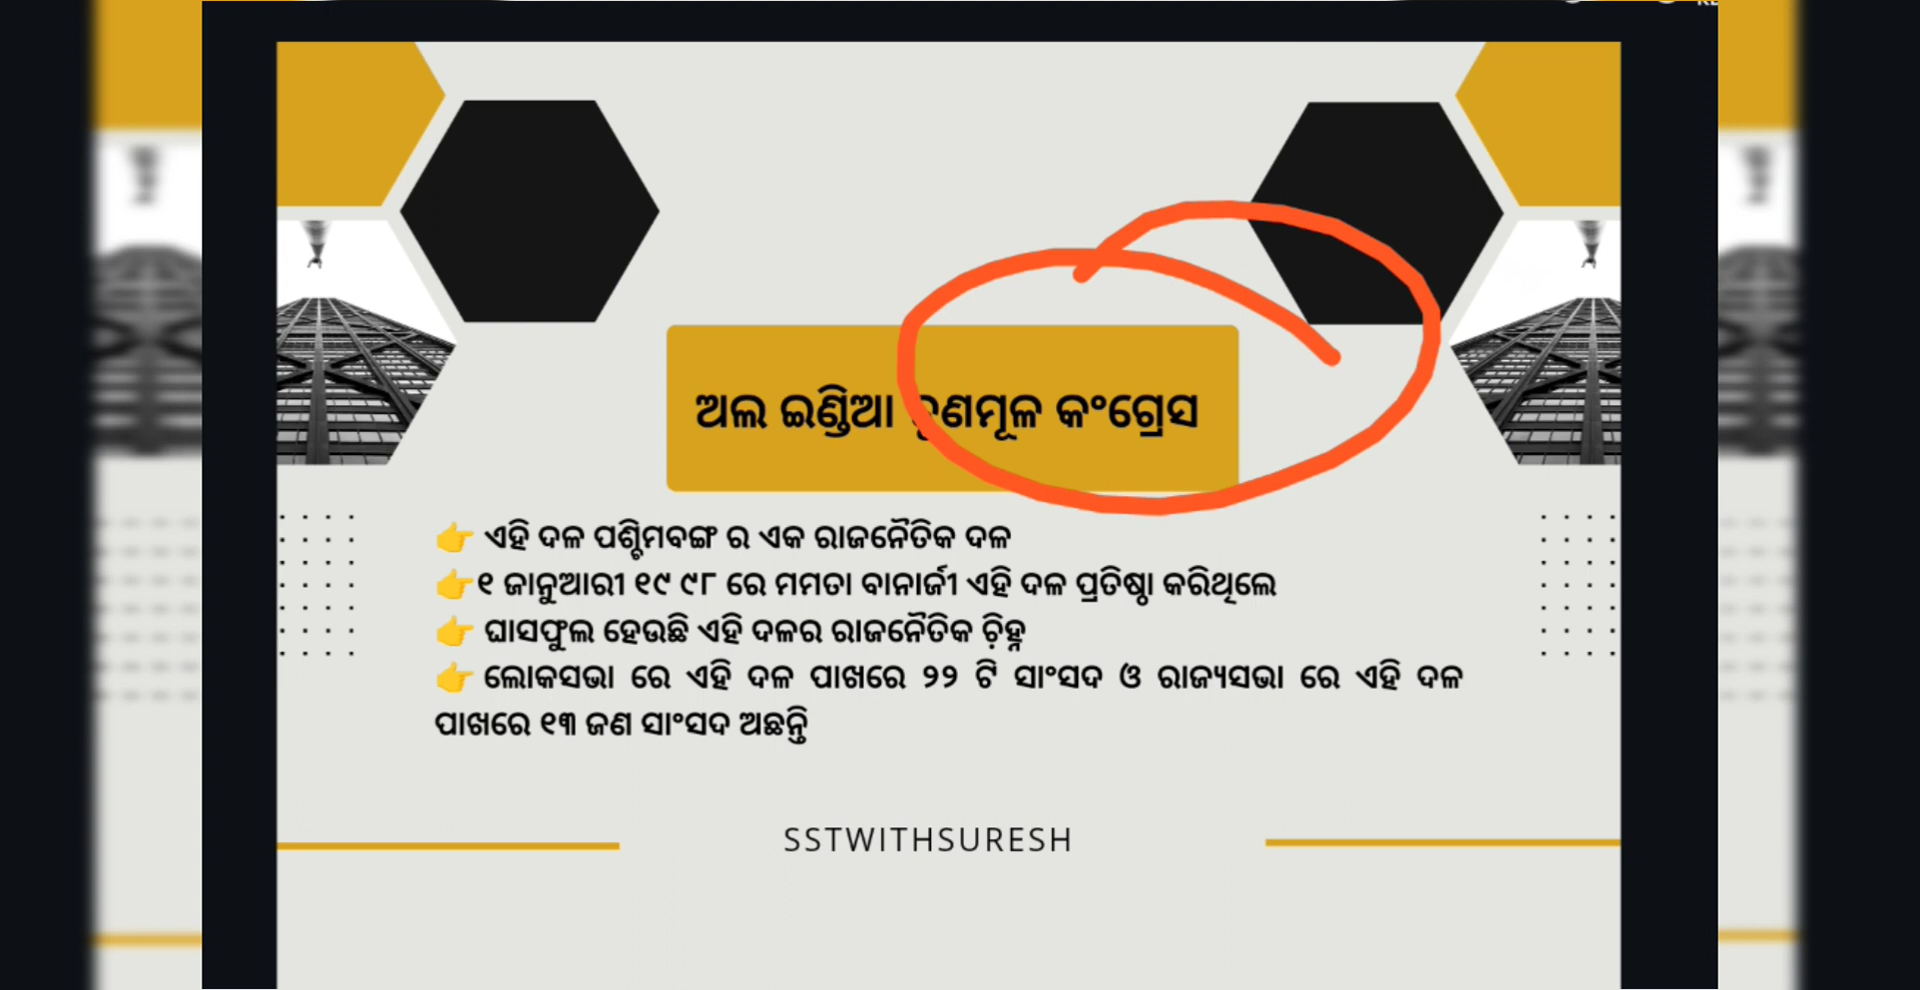 ଅଲ ଇଣ୍ଡିଆ ତୃଣମୂଳ କଂଗ୍ରେସ
👉 ଏହି ଦଳ ପଶ୍ଚିମବଙ୍ଗ ର ଏକ ରାଜନୈତିକ ଦଳ
👉୧ ଜାନୁଆରୀ ୧୯ ୯୮ ରେ ମମତା ବାନାର୍ଜୀ ଏହି ଦଳ ପ୍ରତିଷ୍ଠା କରିଥିଲେ
👉 ଘାସଫୁଲ ହେଉଛି ଏହି ଦଳର ରାଜନୈତିକ ଚି଼ହ୍ନ
👉 ଲୋକସଭା ରେ ଏହି ଦଳ ପାଖରେ ୨୨ ଟି ସାଂସଦ ଓ ରାଜ୍ୟସଭା ରେ ଏହି ଦଳ
ପାଖରେ ୧୩ ଜଣ ସାଂସଦ ଅଛନ୍ତି
SSTWITHSURESH